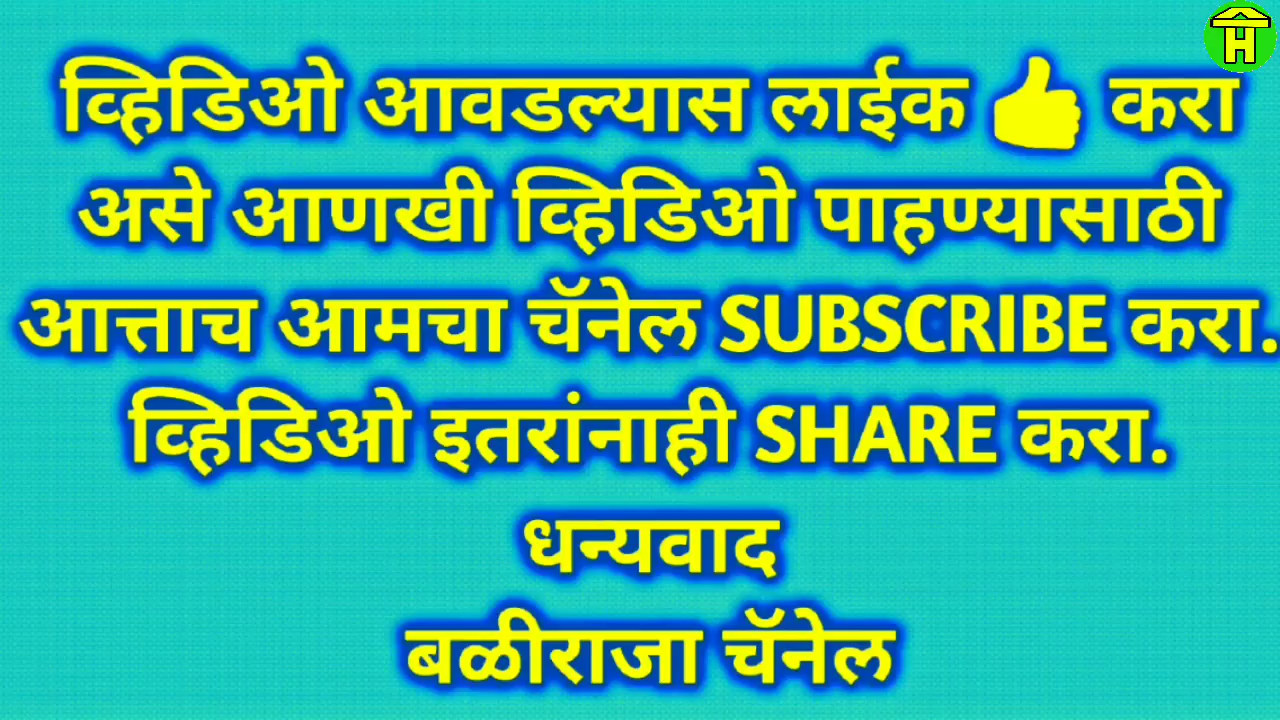 व्हिडिओ आवडल्यास लाईक 👍 करा
असे आणखी व्हिडिओ पाहण्यासाठी
आत्ताच आमचा चॅनेल SUBSCRIBE करा.
व्हिडिओ इतरांनाही SHARE करा.
धन्यवाद
बळीराजा चॅनेल
H